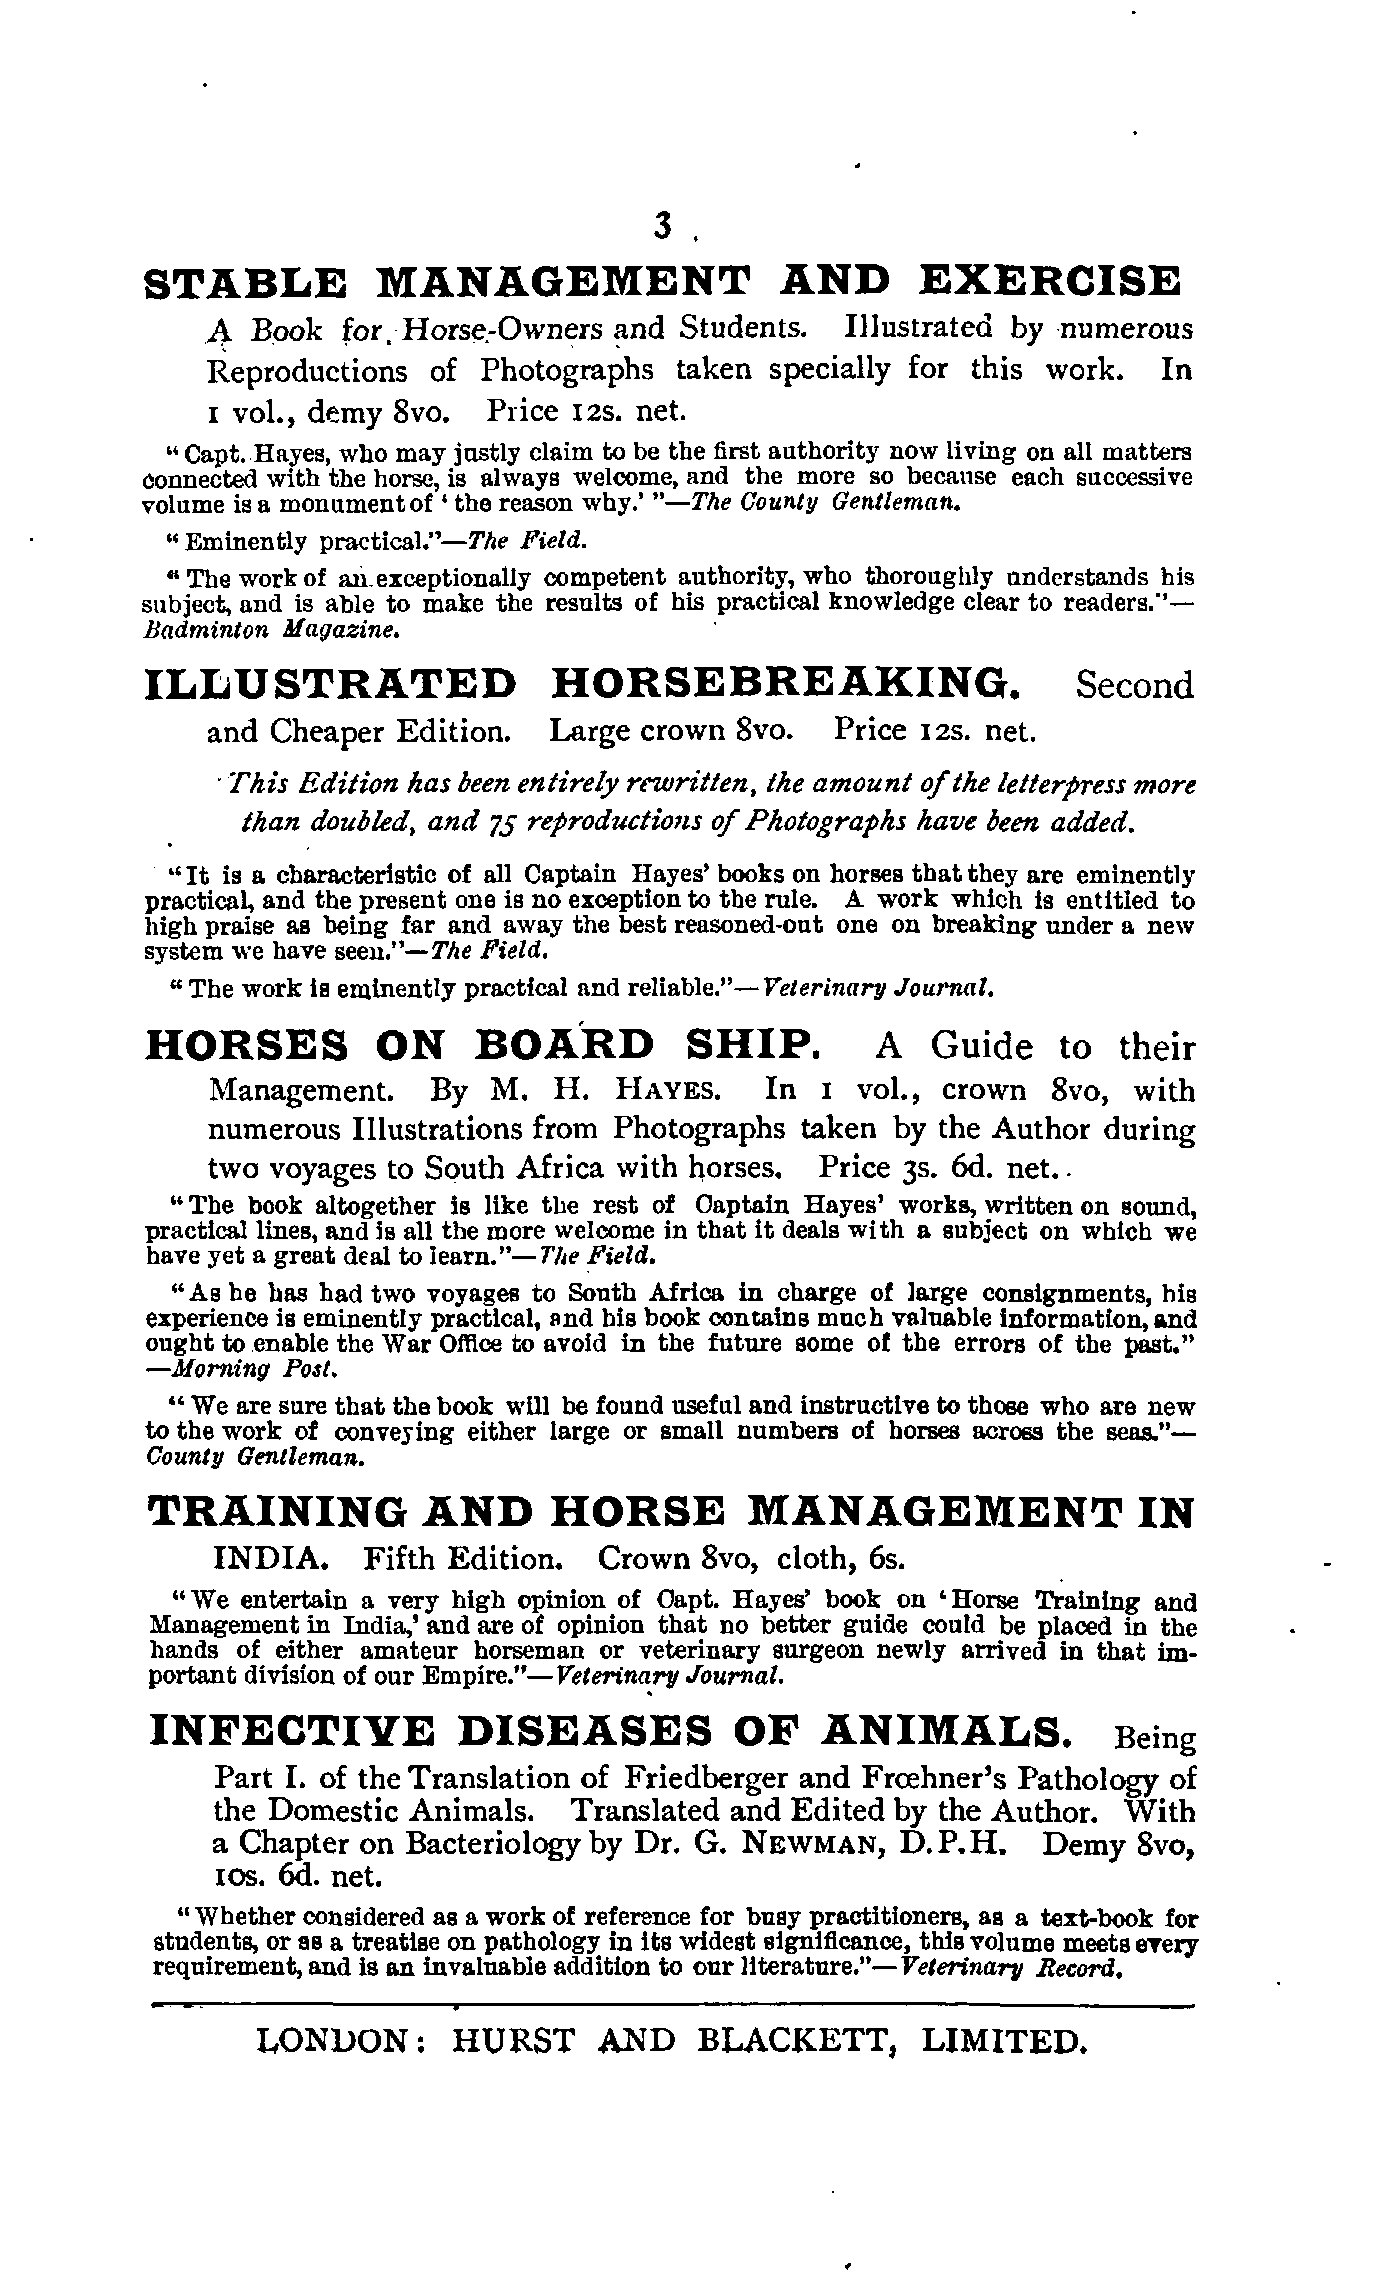 3
STABLE MANAGEMENT AND EXERCISE
A Book for Horse-Owners and Students. Illustrated by numerous
Reproductions of Photographs taken specially for this work. In
1 vol., demy 8vo. Price 12s. net.
"Capt. Hayes, who may justly claim to be the first authority now living on all matters
connected with the horse, is always welcome, and the more so because each successive
volume is a monument of 'the reason why.'"—The County Gentleman.
"Eminently practical."—The Field.
"The work of an exceptionally competent authority, who thoroughly understands his
subject, and is able to make the results of his practical knowledge clear to readers."—
Badminton Magazine.
ILLUSTRATED HORSEBREAKING. Second
and Cheaper Edition. Large crown 8vo. Price 12s. net.
This Edition has been entirely rewritten, the amount of the letterpress more
than doubled, and 75 reproductions of Photographs have been added.
"It is a characteristic of all Captain Hayes' books on horses that they are eminently
practical, and the present one is no exception to the rule. A work which is entitled to
high praise as being far and away the best reasoned-out one on breaking under a new
system we have seen."—The Field.
"The work is eminently practical and reliable."—Veterinary Journal.
HORSES ON BOARD SHIP. A Guide to their
Management. By M. H. HAYES. In 1 vol., crown 8vo, with
numerous Illustrations from Photographs taken by the Author during
two voyages to South Africa with horses. Price 3s. 6d. net.
"The book altogether is like the rest of Captain Hayes' works, written on sound,
practical lines, and is all the more welcome in that it deals with a subject on which we
have yet a great deal to learn."—The Field.
"As he has had two voyages to South Africa in charge of large consignments, his
experience is eminently practical, and his book contains much valuable information, and
ought to enable the War Office to avoid in the future some of the errors of the past."
—Morning Post.
"We are sure that the book will be found useful and instructive to those who are new
to the work of conveying either large or small numbers of horses across the seas."—
County Gentleman.
TRAINING AND HORSE MANAGEMENT IN
INDIA. Fifth Edition. Crown 8vo, cloth, 6s.
"We entertain a very high opinion of Capt. Hayes' book on 'Horse Training and
Management in India,' and are of opinion that no better guide could be placed in the
hands of either amateur horseman or veterinary surgeon newly arrived in that im-
portant division of our Empire."—Veterinary Journal.
INFECTIVE DISEASES OF ANIMALS. Being
Part I. of the Translation of Friedberger and Frœhner's Pathology of
the Domestic Animals. Translated and Edited by the Author. With
a Chapter on Bacteriology by Dr. G. NEWMAN, D.P.H. Demy 8vo,
10s. 6d. net.
"Whether considered as a work of reference for busy practitioners, as a text-book for
students, or as a treatise on pathology in its widest significance, this volume meets every
requirement, and is an invaluable addition to our literature."—Veterinary Record.
LONDON: HURST AND BLACKETT, LIMITED.